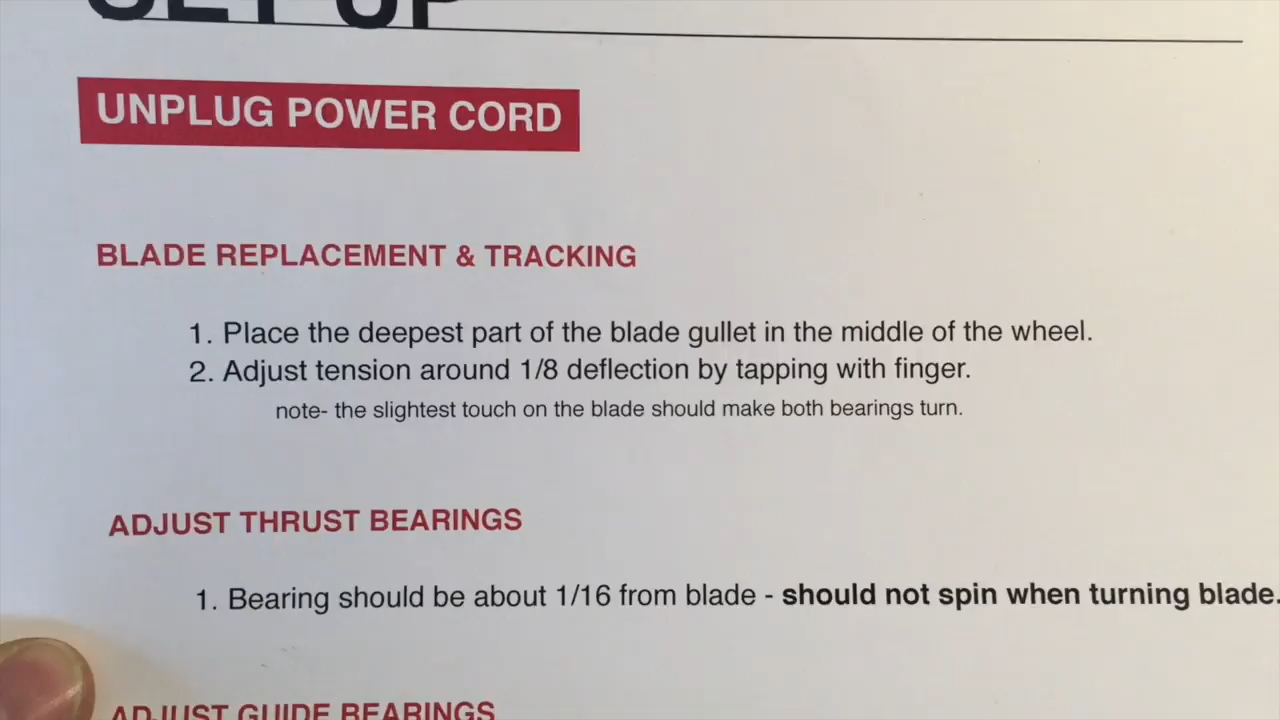 SET UP
UNPLUG POWER CORD
BLADE REPLACEMENT & TRACKING
1. Place the deepest part of the blade gullet in the middle of the wheel.
2. Adjust tension around 1/8 deflection by tapping with finger.
note- the slightest touch on the blade should make both bearings turn.
ADJUST THRUST BEARINGS
1. Bearing should be about 1/16 from blade - should not spin when turning blade.
ADJUST GUIDE BEARINGS